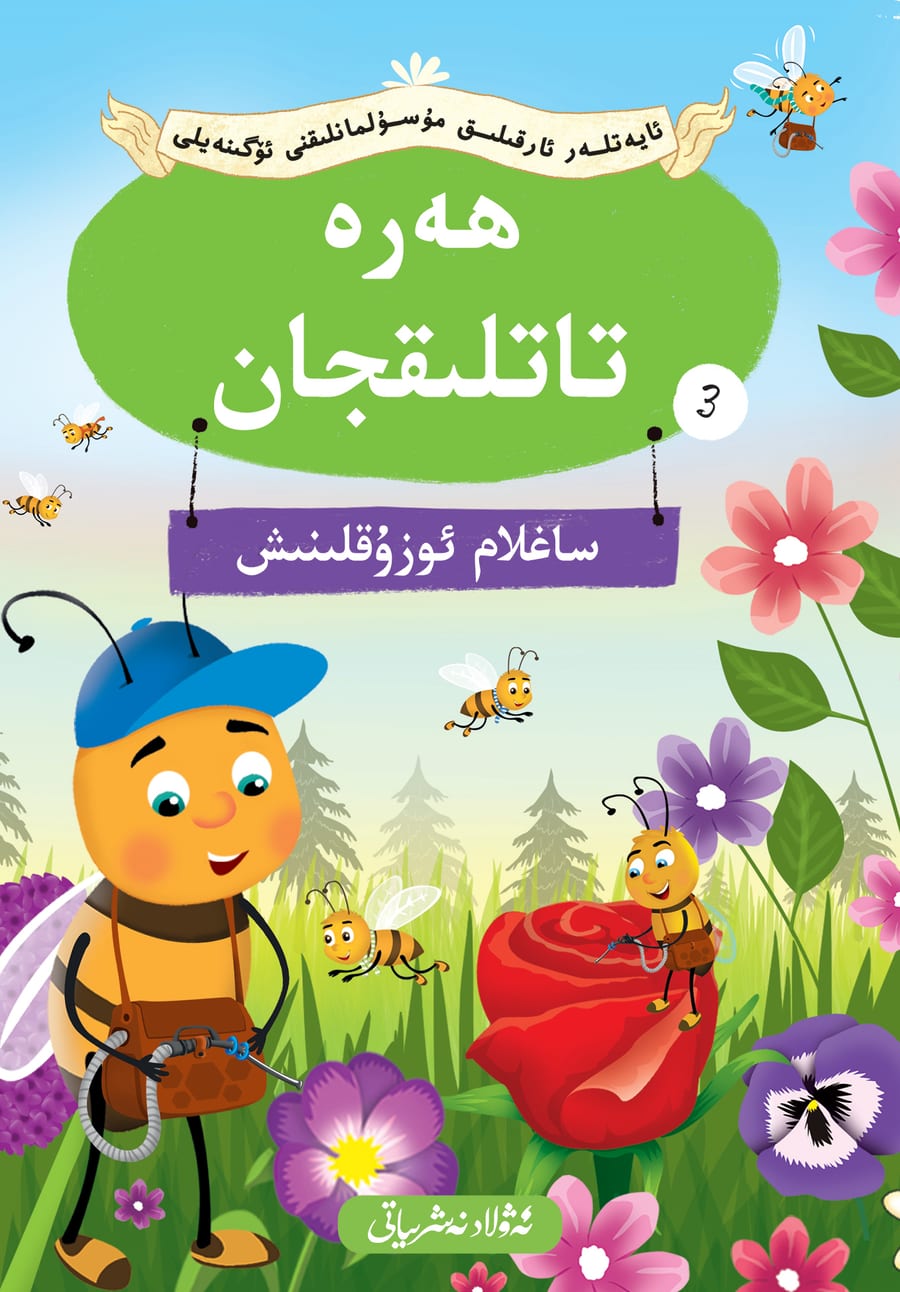 ئايەتلەر ئارقىلىق مۇسۇلمانلىقنى ئۆگىنەيلى
ھەرە
تاتلىقجان
3
ساغلام ئوزۇقلىنىش
ئەۋلاد نەشرىياتى